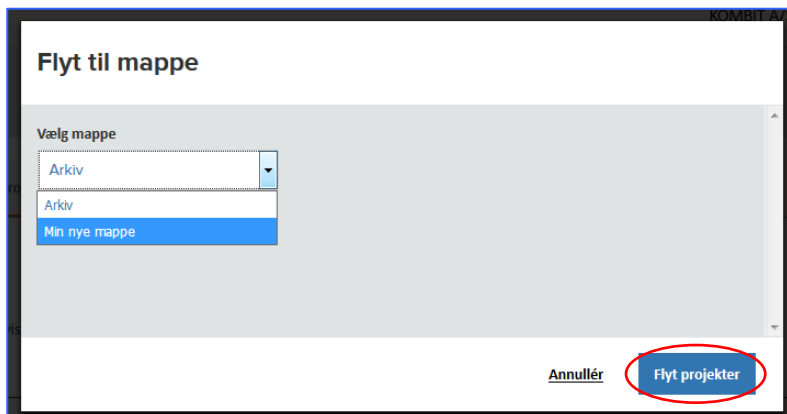 KOMBIT A/
Flyt til mappe
Vælg mappe
Arkiv
Arkiv
Min nye mappe
Annullér
Flyt projekter